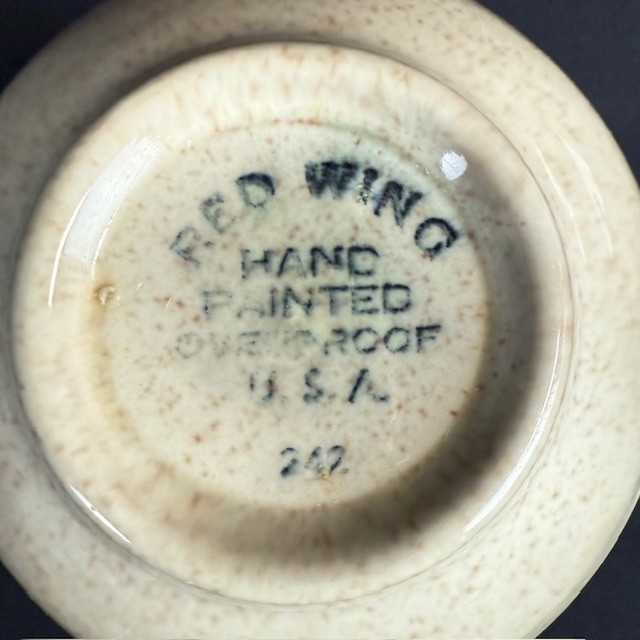 RED WING
HAND
PAINTED
OVENPROOF
U.S.A.
242